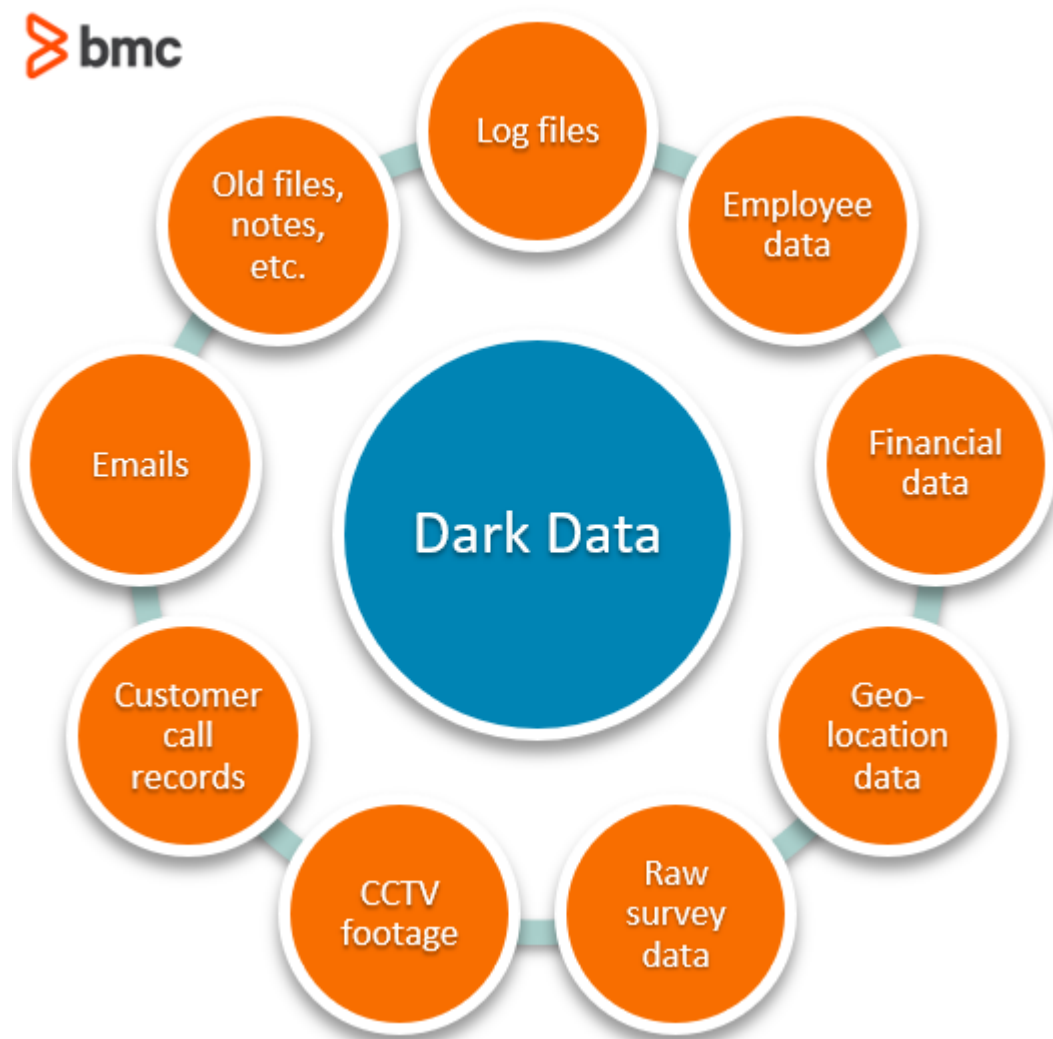 bmc
Log files
Employee
data
Financial
data
Geo-
location
data
Raw
survey
data
CCTV
footage
Customer
call
records
Emails
Old files,
notes,
etc.
Dark Data